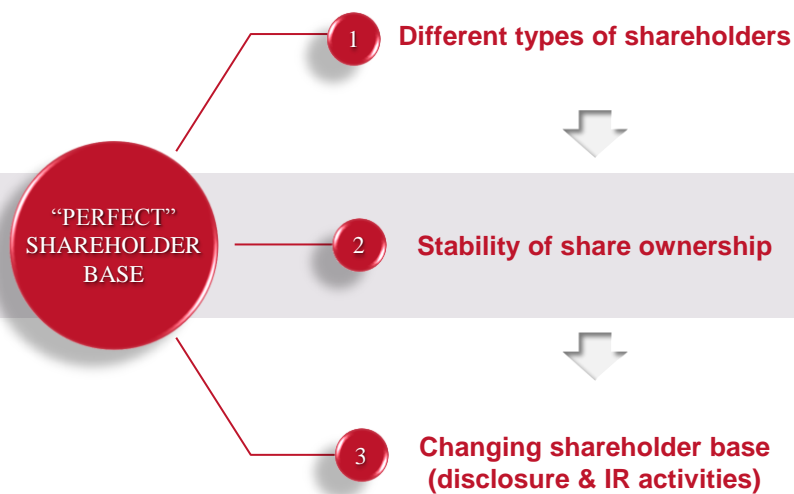 1
Different types of shareholders
“PERFECT”
SHAREHOLDER
BASE
2
Stability of share ownership
3
Changing shareholder base
(disclosure & IR activities)